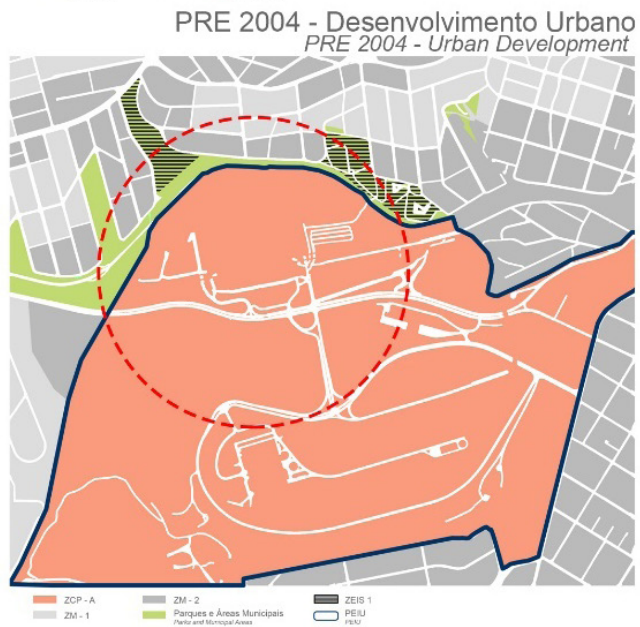 PRE 2004 - Desenvolvimento Urbano
PRE 2004 - Urban Development
ZCP - A
ZM - 1
ZM - 2
Parques e Áreas Municipais
Parks and Municipal Areas
ZEIS 1
PEIU
PEIU